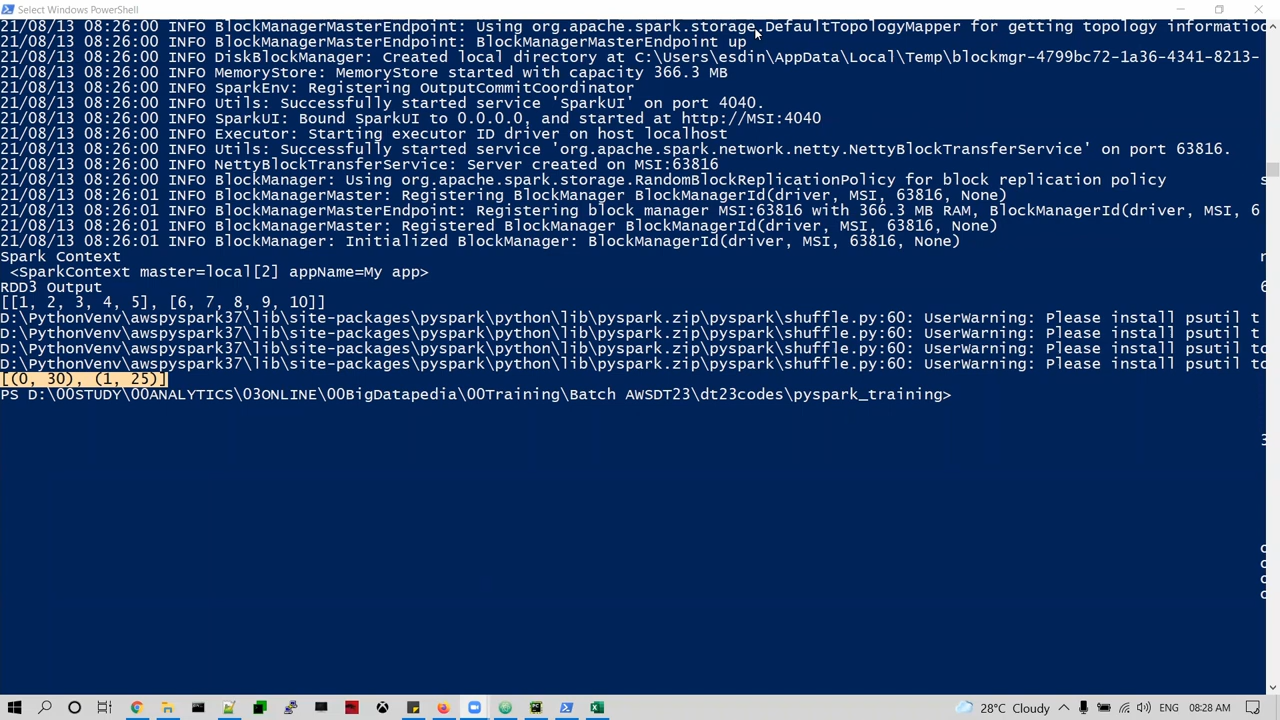 Select Windows PowerShell
21/08/13 08:26:00 INFO BlockManagerMasterEndpoint: Using org.apache.spark.storage.DefaultTopologyMapper for getting topology informatio
21/08/13 08:26:00 INFO BlockManagerMasterEndpoint: BlockManagerMasterEndpoint up
21/08/13 08:26:00 INFO DiskBlockManager: Created local directory at C:\Users\esdin\AppData\Local\Temp\blockmgr-4799bc72-1a36-4341-8213-
21/08/13 08:26:00 INFO MemoryStore: MemoryStore started with capacity 366.3 MB
21/08/13 08:26:00 INFO SparkEnv: Registering OutputCommitCoordinator
21/08/13 08:26:00 INFO Utils: Successfully started service 'SparkUI' on port 4040.
21/08/13 08:26:00 INFO SparkUI: Bound SparkUI to 0.0.0.0, and started at http://MSI:4040
21/08/13 08:26:00 INFO Executor: Starting executor ID driver on host localhost
21/08/13 08:26:00 INFO Utils: Successfully started service 'org.apache.spark.network.netty.NettyBlockTransferService' on port 63816.
21/08/13 08:26:00 INFO NettyBlockTransferService: Server created on MSI:63816
21/08/13 08:26:00 INFO BlockManager: Using org.apache.spark.storage.RandomBlockReplicationPolicy for block replication policy
21/08/13 08:26:01 INFO BlockManagerMaster: Registering BlockManager BlockManagerId(driver, MSI, 63816, None)
21/08/13 08:26:01 INFO BlockManagerMasterEndpoint: Registering block manager MSI:63816 with 366.3 MB RAM, BlockManagerId(driver, MSI, 6
21/08/13 08:26:01 INFO BlockManagerMaster: Registered BlockManager BlockManagerId(driver, MSI, 63816, None)
21/08/13 08:26:01 INFO BlockManager: Initialized BlockManager: BlockManagerId(driver, MSI, 63816, None)
Spark Context
<SparkContext master=local[2] appName=My app>
RDD3 Output
[[1, 2, 3, 4, 5], [6, 7, 8, 9, 10]]
D:\PythonVenv\awspyspark37\lib\site-packages\pyspark\python\lib\pyspark.zip\pyspark\shuffle.py:60: UserWarning: Please install psutil t
D:\PythonVenv\awspyspark37\lib\site-packages\pyspark\python\lib\pyspark.zip\pyspark\shuffle.py:60: UserWarning: Please install psutil t
D:\PythonVenv\awspyspark37\lib\site-packages\pyspark\python\lib\pyspark.zip\pyspark\shuffle.py:60: UserWarning: Please install psutil to
D:\PythonVenv\awspyspark37\lib\site-packages\pyspark\python\lib\pyspark.zip\pyspark\shuffle.py:60: UserWarning: Please install psutil to
[(0, 30), (1, 25)]
PS D:\00STUDY\00ANALYTICS\03ONLINE\00BigDatapedia\00Training\Batch AWSDT23\dt23codes\pyspark_training>
28°C Cloudy
ENG
08:28 AM